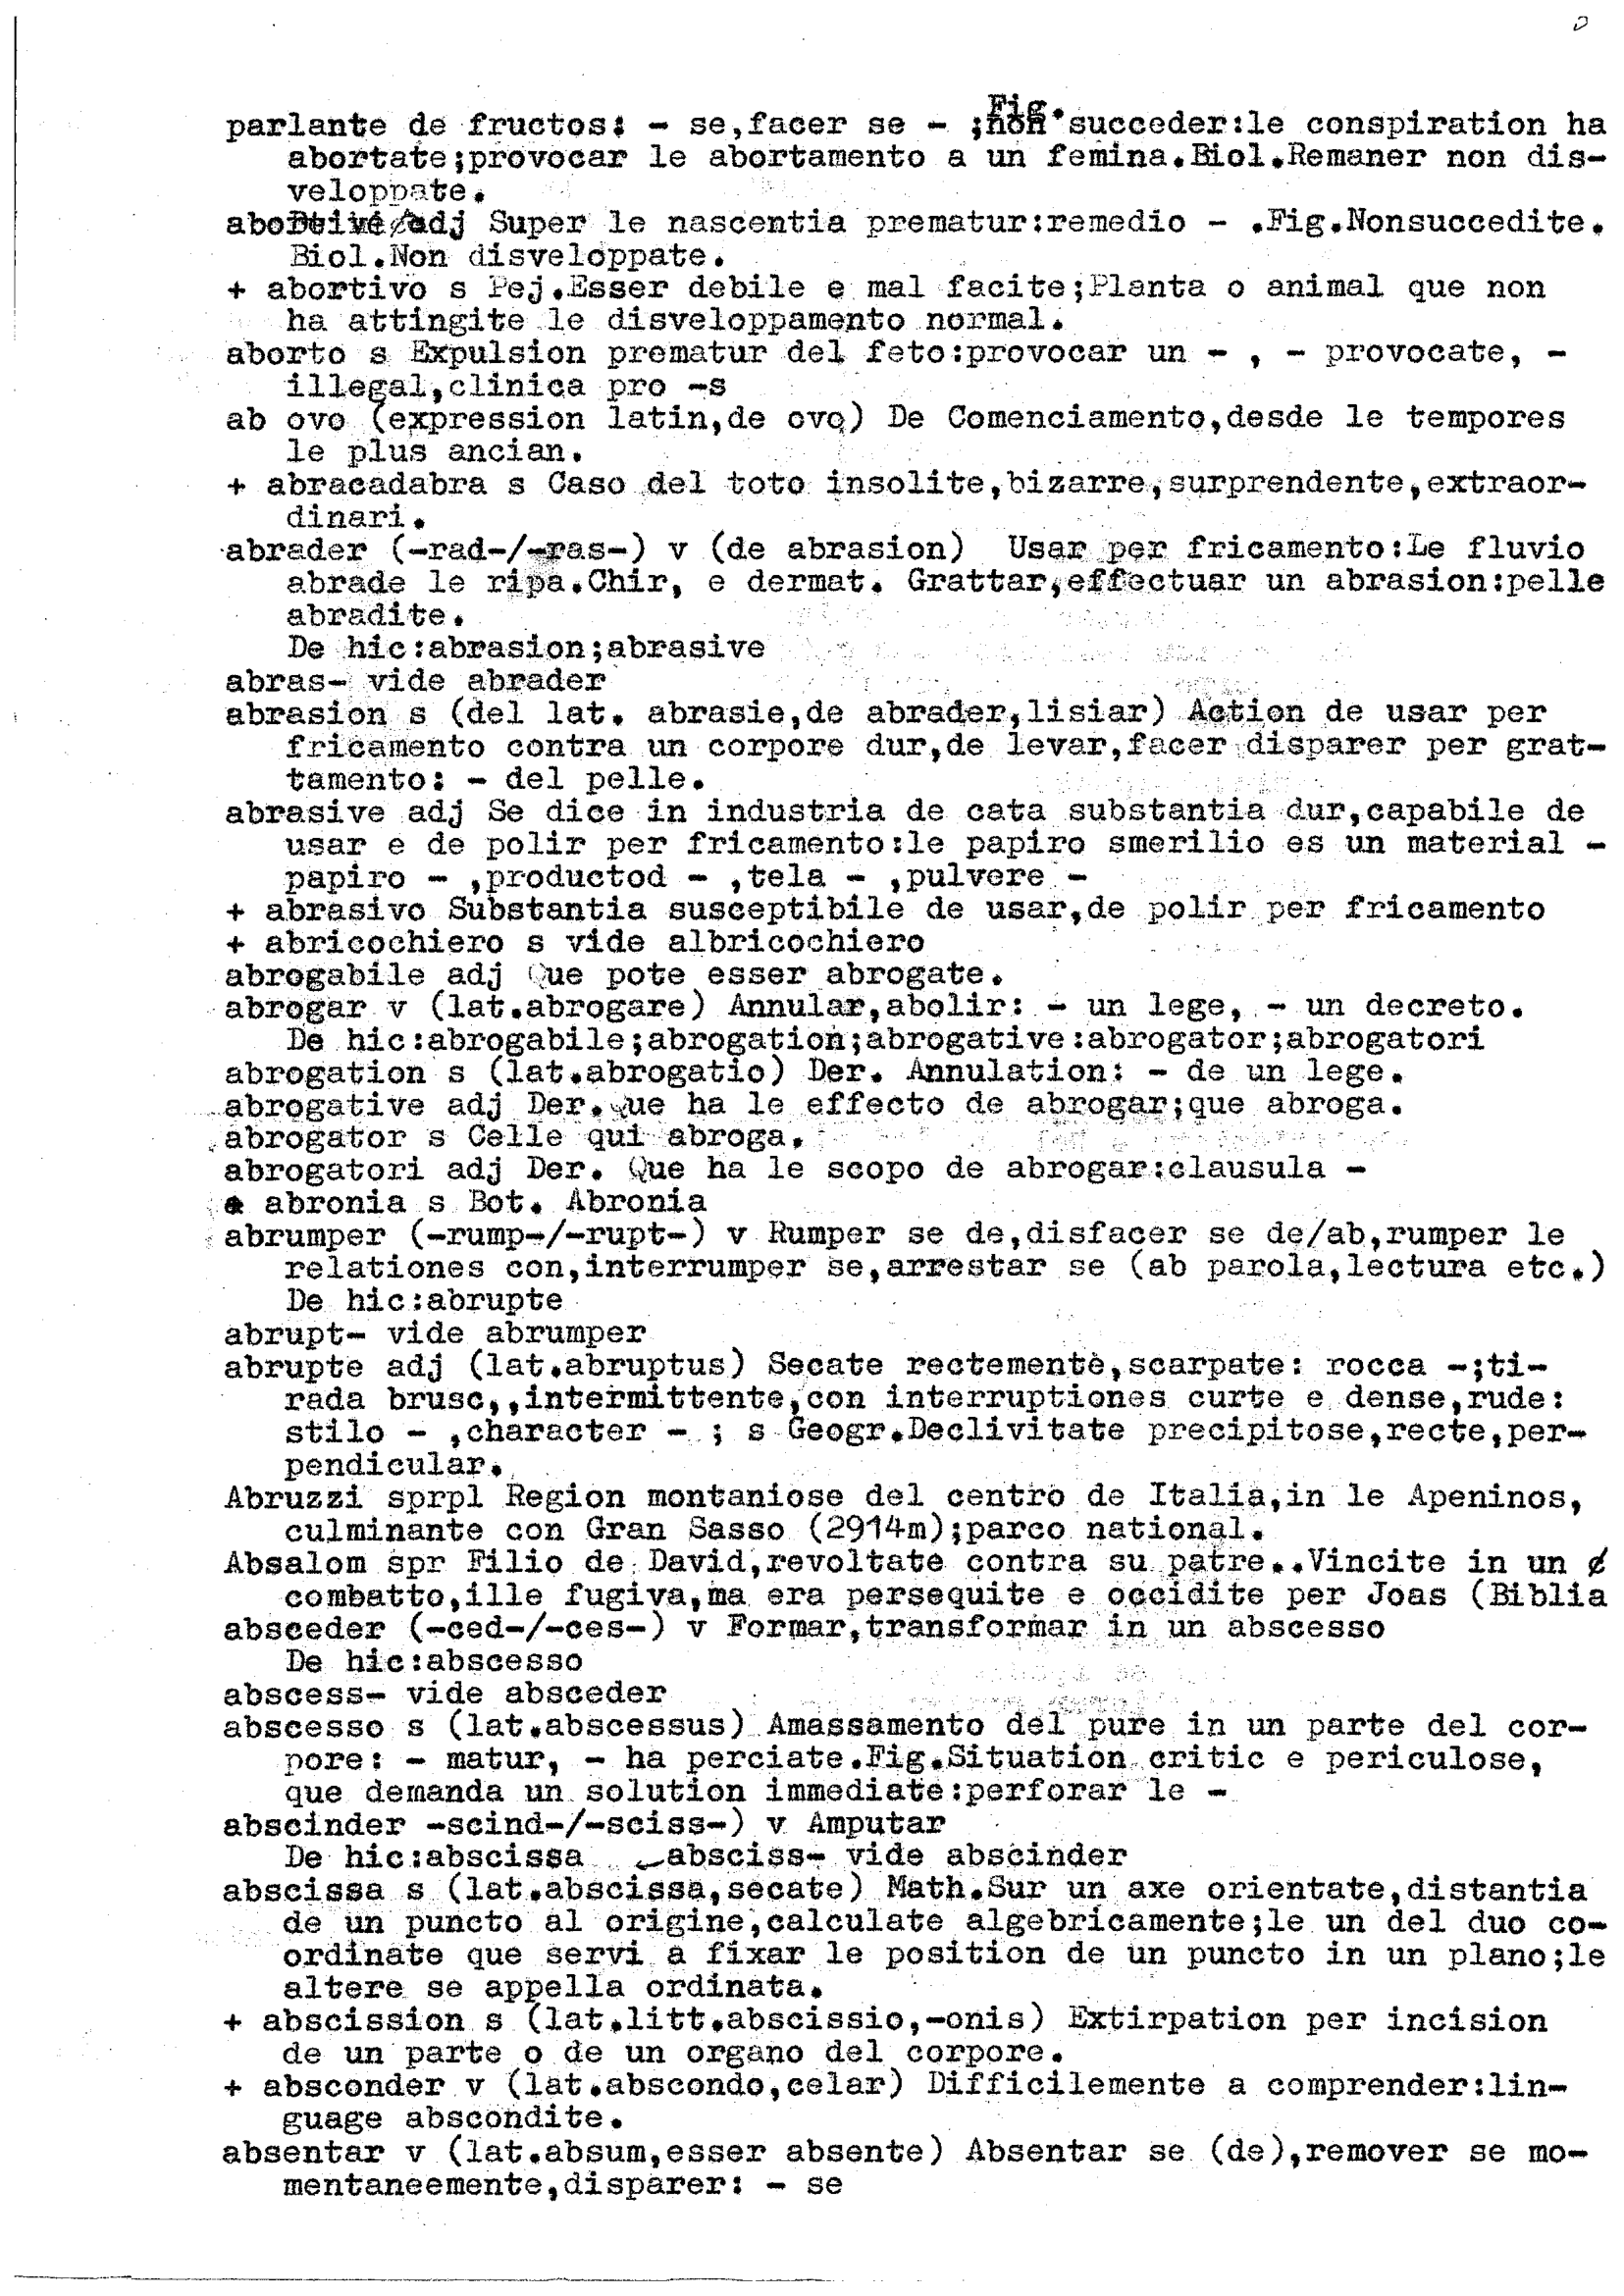 parlante de fructos: - se,facer se - ;Fig. non succeder:le conspiration ha
abortate;provocar le abortamento a un femina.Biol.Remaner non dis-
veloppate.
abortive adj Super le nascentia prematur:remedio - .Fig.Nonsuccedite.
Biol.Non disveloppate.
+ abortivo s Pej.Esser debile e mal facite;Planta o animal que non
ha attingite le disveloppamento normal.
aborto s Expulsion prematur del feto:provocar un - , - provocate, -
illegal,clinica pro -s
ab ovo (expression latin,de ovo) De Comenciamento,desde le tempores
le plus ancian.
+ abracadabra s Caso del toto insolite,bizarre,surprendente,extraor-
dinari.
abrader (-rad-/-ras-) v (de abrasion) Usar per fricamento:Le fluvio
abrade le ripa.Chir, e dermat. Grattar,effectuar un abrasion:pelle
abradite.
De hic:abrasion;abrasive
abras- vide abrader
abrasion s (del lat. abrasie,de abrader,lisiar) Action de usar per
fricamento contra un corpore dur,de levar,facer disparer per grat-
tamento: - del pelle.
abrasive adj Se dice in industria de cata substantia dur,capabile de
usar e de polir per fricamento:le papiro smerilio es un material -
papiro - ,productod - ,tela - ,pulvere -
+ abrasivo Substantia susceptibile de usar,de polir per fricamento
+ abricochiero s vide albricochiero
abrogabile adj Que pote esser abrogate.
abrogar v (lat.abrogare) Annular,abolir: - un lege, - un decreto.
De hic:abrogabile;abrogation;abrogative:abrogator;abrogatori
abrogation s (lat.abrogatio) Der. Annulation: - de un lege.
abrogative adj Der.Que ha le effecto de abrogar;que abroga.
abrogator s Celle qui abroga.
abrogatori adj Der. Que ha le scopo de abrogar:clausula -
+ abronia s Bot. Abronia
abrumper (-rump-/-rupt-) v Rumper se de,disfacer se de/ab,rumper le
relationes con,interrumper se,arrestar se (ab parola,lectura etc.)
De hic:abrupte
abrupt- vide abrumper
abrupte adj (lat.abruptus) Secate rectemente,scarpate: rocca -;ti-
rada brusc,,intermittente,con interruptiones curte e dense,rude:
stilo - ,character - ; s Geogr.Declivitate precipitose,recte,per-
pendicular.
Abruzzi sprpl Region montaniose del centro de Italia,in le Apeninos,
culminante con Gran Sasso (2914m);parco national.
Absalom spr Filio de David,revoltate contra su patre..Vincite in un
combatto,ille fugiva,ma era persequite e occidite per Joas (Biblia
absceder (-ced-/-ces-) v Formar,transformar in un abscesso
De hic:abscesso
abscess- vide absceder
abscesso s (lat.abscessus) Amassamento del pure in un parte del cor-
pore: - matur, - ha perciate.Fig.Situation critic e periculose,
que demanda un solution immediate:perforar le -
abscinder -scind-/-sciss-) v Amputar
De hic:abscissa absciss- vide abscinder
abscissa s (lat.abscissa,secate) Math.Sur un axe orientate,distantia
de un puncto al origine,calculate algebricamente;le un del duo co-
ordinate que servi a fixar le position de un puncto in un plano;le
altere se appella ordinata.
+ abscission s (lat.litt.abscissio,-onis) Extirpation per incision
de un parte o de un organo del corpore.
+ absconder v (lat.abscondo,celar) Difficilemente a comprender:lin-
guage abscondite.
absentar v (lat.absum,esser absente) Absentar se (de),remover se mo-
mentaneemente,disparer: - se